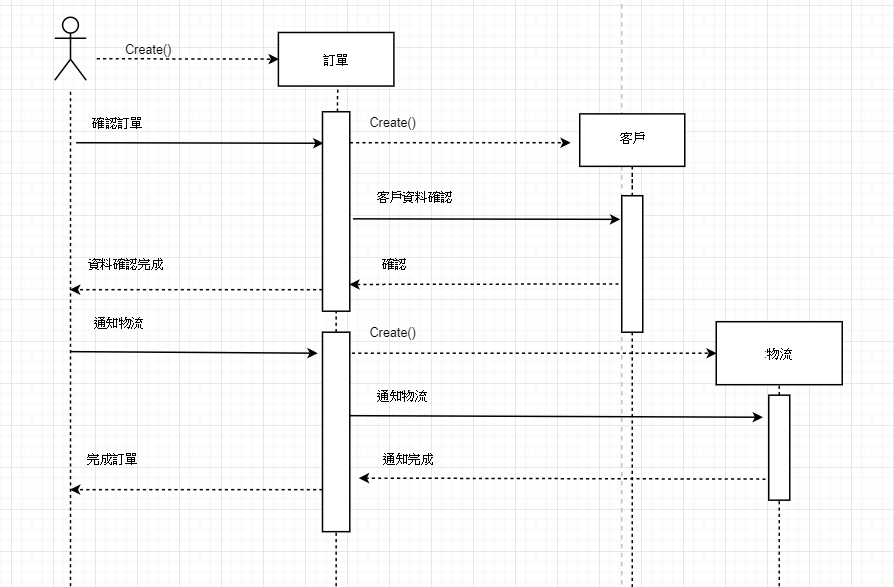 Create()
訂單
確認訂單
Create()
客戶
客戶資料確認
資料確認完成
確認
通知物流
Create()
物流
通知物流
完成訂單
通知完成